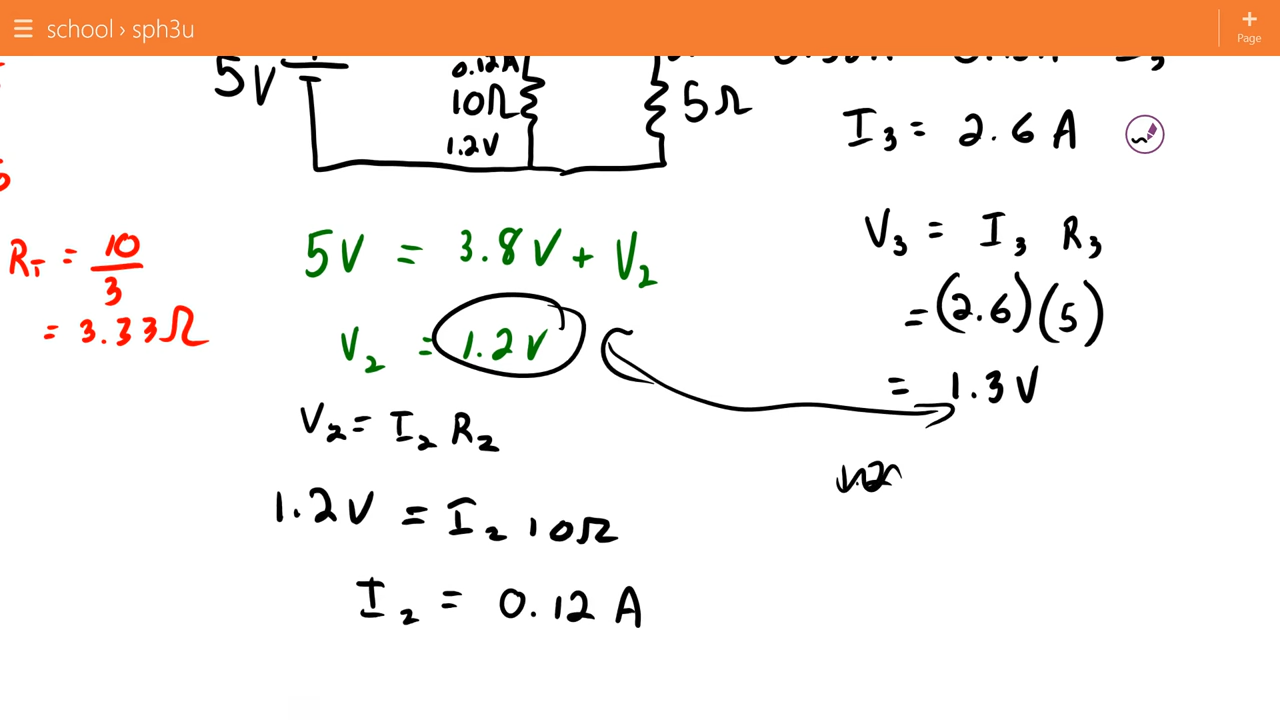 school › sph3u
Page
5V
0.12A
10Ω
1.2V
5Ω
I₃ = 2.6 A
R_T = 10/3
= 3.33Ω
5V = 3.8V + V₂
V₂ = 1.2V
V₂ = I₂ R₂
1.2V = I₂ 10Ω
I₂ = 0.12 A
V₃ = I₃ R₃
= (2.6)(5)
= 1.3V